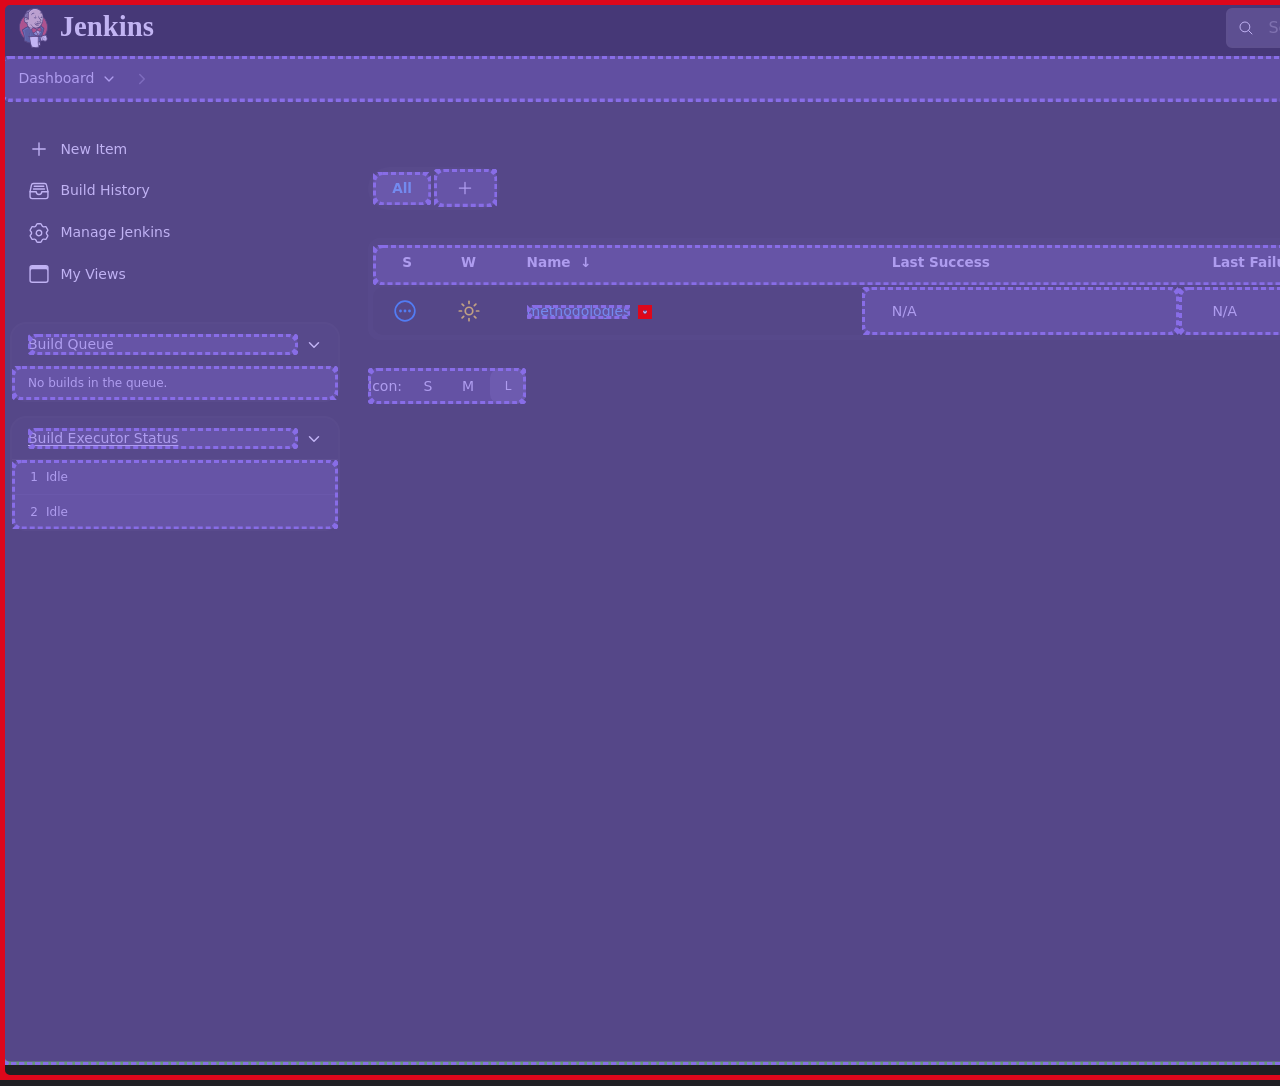 Jenkins
Dashboard
New Item
Build History
Manage Jenkins
My Views
Build Queue
No builds in the queue.
Build Executor Status
1 Idle
2 Idle
All
S W Name ↓ Last Success Last Failu
methodologies N/A N/A
Icon: S M L